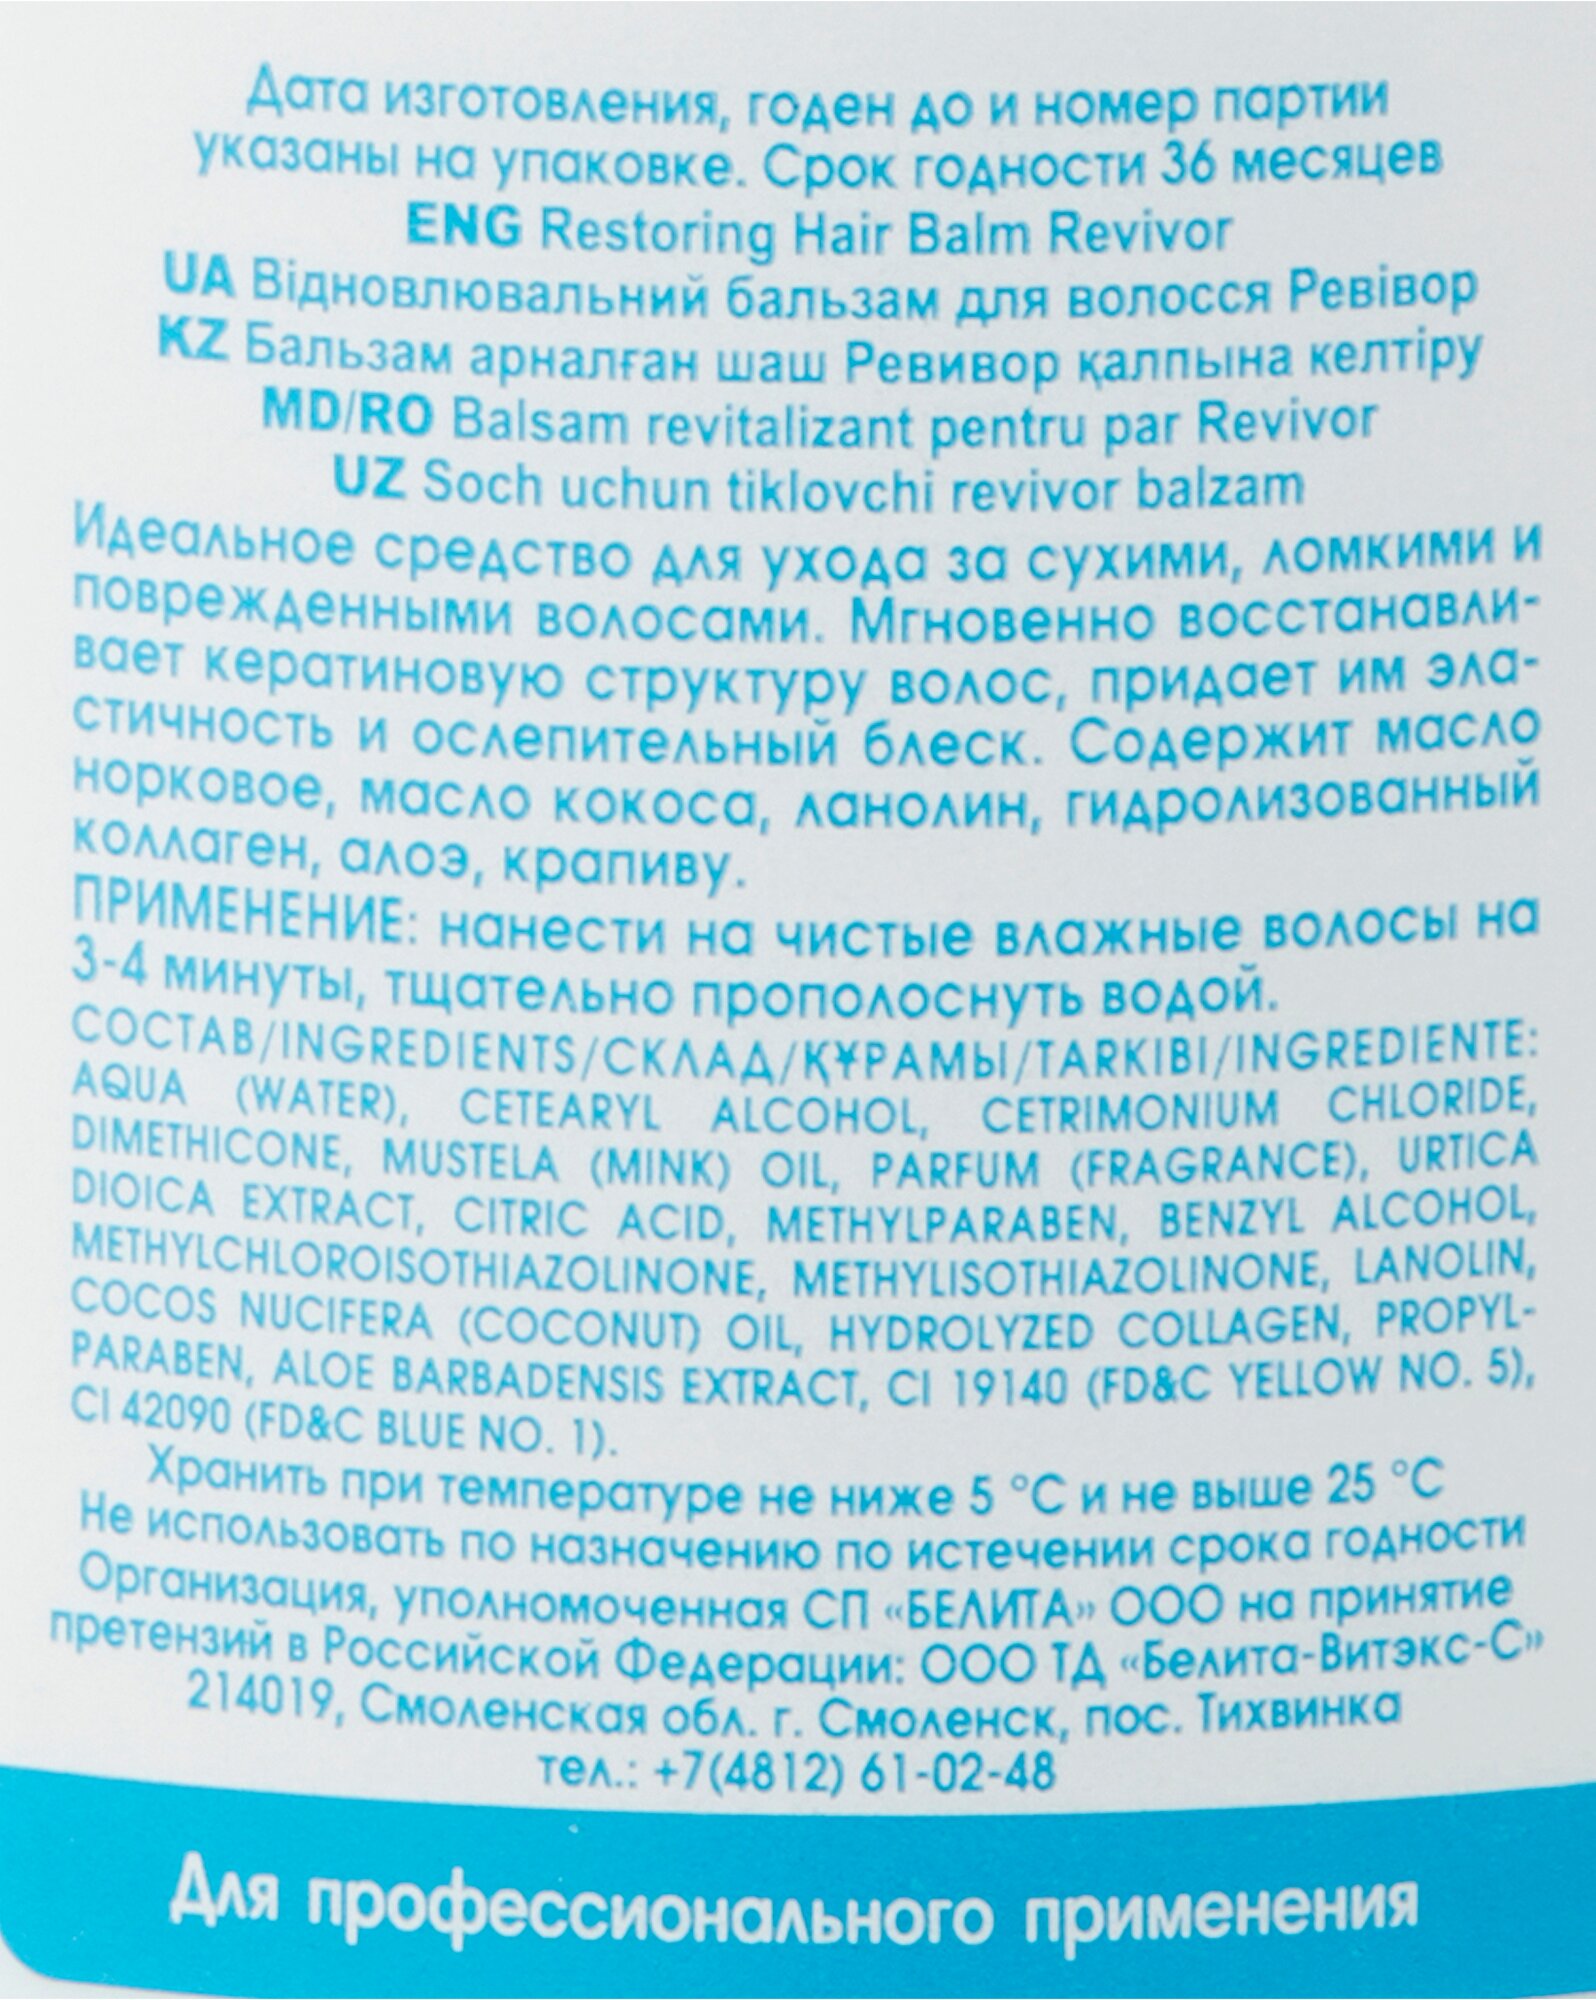 Дата изготовления, годен до и номер партии
указаны на упаковке. Срок годности 36 месяцев
ENG Restoring Hair Balm Revivor
UA Відновлювальний бальзам для волосся Ревівор
KZ Бальзам арналған шаш Ревивор қалпына келтіру
MD/RO Balsam revitalizant pentru par Revivor
UZ Soch uchun tiklovchi revivor balzam
Идеальное средство для ухода за сухими, ломкими и
поврежденными волосами. Мгновенно восстанавли-
вает кератиновую структуру волос, придает им эла-
стичность и ослепительный блеск. Содержит масло
норковое, масло кокоса, ланолин, гидролизованный
коллаген, алоэ, крапиву.
ПРИМЕНЕНИЕ: нанести на чистые влажные волосы на
3-4 минуты, тщательно прополоснуть водой.
СОСТАВ/INGREDIENTS/СКЛАД/ҚҰРАМЫ/TARKIBI/INGREDIENTE:
AQUA (WATER), CETEARYL ALCOHOL, CETRIMONIUM CHLORIDE,
DIMETHICONE, MUSTELA (MINK) OIL, PARFUM (FRAGRANCE), URTICA
DIOICA EXTRACT, CITRIC ACID, METHYLPARABEN, BENZYL ALCOHOL,
METHYLCHLOROISOTHIAZOLINONE, METHYLISOTHIAZOLINONE, LANOLIN,
COCOS NUCIFERA (COCONUT) OIL, HYDROLYZED COLLAGEN, PROPYL-
PARABEN, ALOE BARBADENSIS EXTRACT, CI 19140 (FD&C YELLOW NO. 5),
CI 42090 (FD&C BLUE NO. 1).
Хранить при температуре не ниже 5 °C и не выше 25 °C
Не использовать по назначению по истечении срока годности
Организация, уполномоченная СП «БЕЛИТА» ООО на принятие
претензий в Российской Федерации: ООО ТД «Белита-Витэкс-С»
214019, Смоленская обл. г. Смоленск, пос. Тихвинка
тел.: +7(4812) 61-02-48
Для профессионального применения